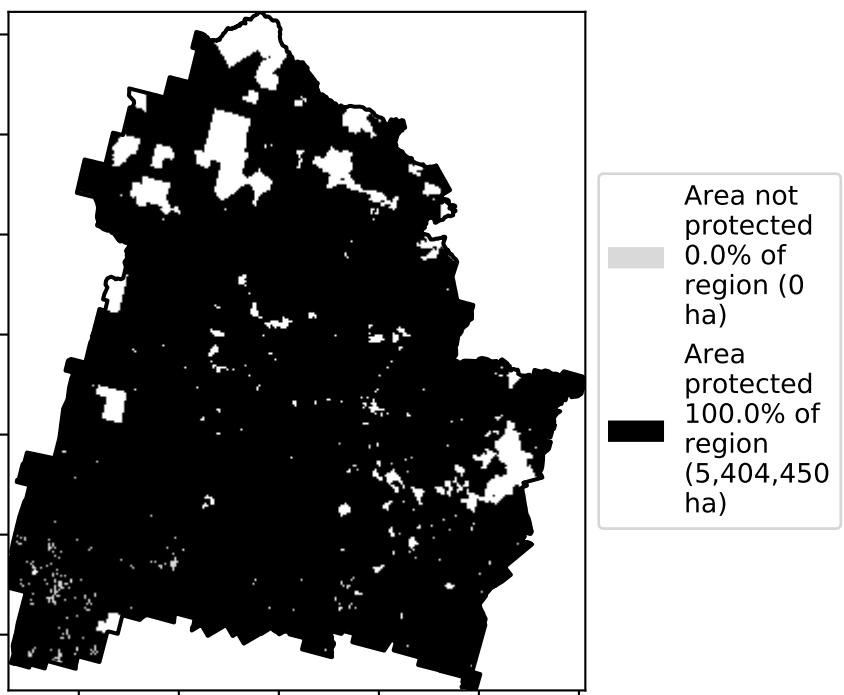 Area not
protected
0.0% of
region (0
ha)
Area
protected
100.0% of
region
(5,404,450
ha)